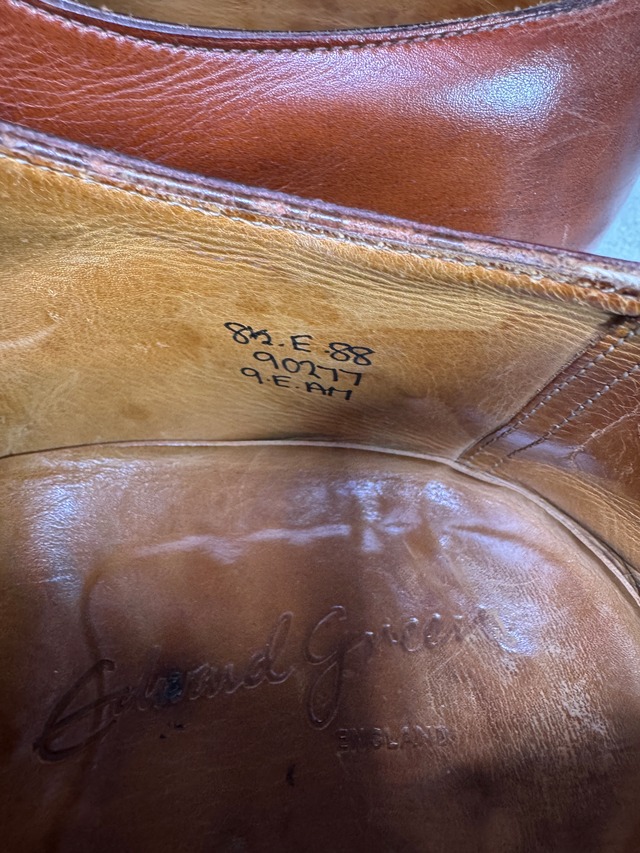 8½.E.88
90277
9.E.AM
Edward Green
ENGLAND